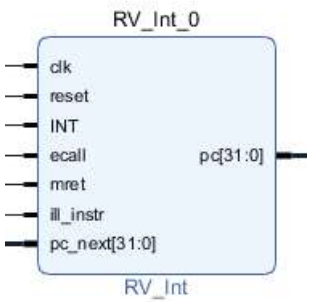 RV_Int_0
clk
reset
INT
ecall
pc[31:0]
mret
ill_instr
pc_next[31:0]
RV_Int